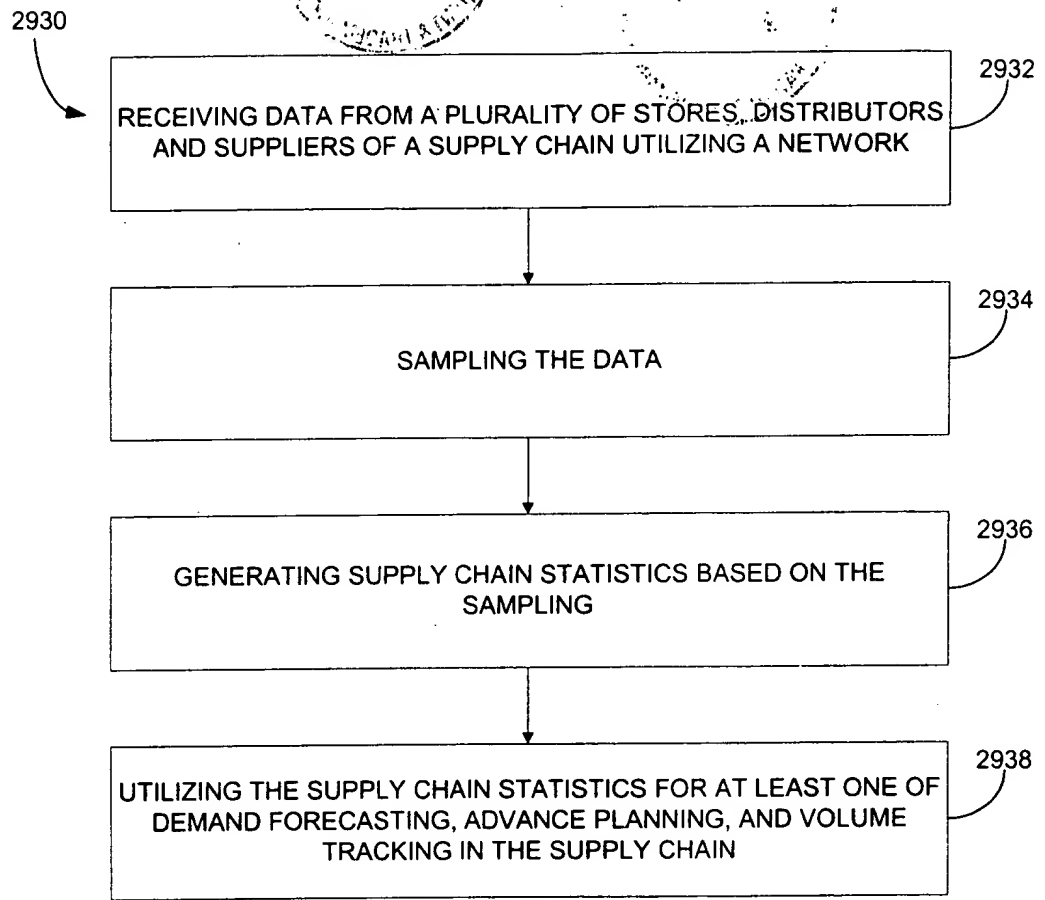 2930
2932
RECEIVING DATA FROM A PLURALITY OF STORES, DISTRIBUTORS
AND SUPPLIERS OF A SUPPLY CHAIN UTILIZING A NETWORK
2934
SAMPLING THE DATA
2936
GENERATING SUPPLY CHAIN STATISTICS BASED ON THE
SAMPLING
2938
UTILIZING THE SUPPLY CHAIN STATISTICS FOR AT LEAST ONE OF
DEMAND FORECASTING, ADVANCE PLANNING, AND VOLUME
TRACKING IN THE SUPPLY CHAIN